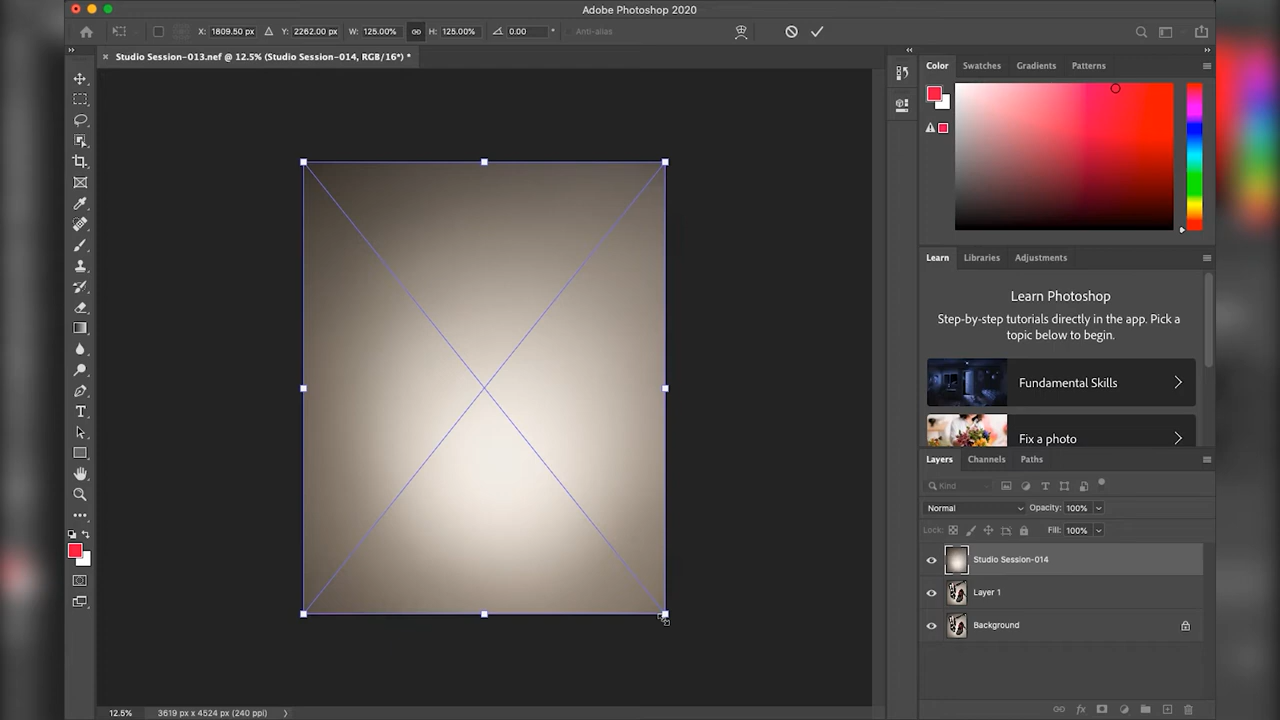 Adobe Photoshop 2020
X: 1809.50 px Y: 2262.00 px W: 125.00% H: 125.00% 0.00 ° Anti-alias
Studio Session-013.nef @ 12.5% (Studio Session-014, RGB/16*) *
Color Swatches Gradients Patterns
Learn Libraries Adjustments
Learn Photoshop
Step-by-step tutorials directly in the app. Pick a
topic below to begin.
Fundamental Skills
Fix a photo
Layers Channels Paths
Kind
Normal Opacity: 100%
Lock: Fill: 100%
Studio Session-014
Layer 1
Background
12.5% 3619 px x 4524 px (240 ppi)